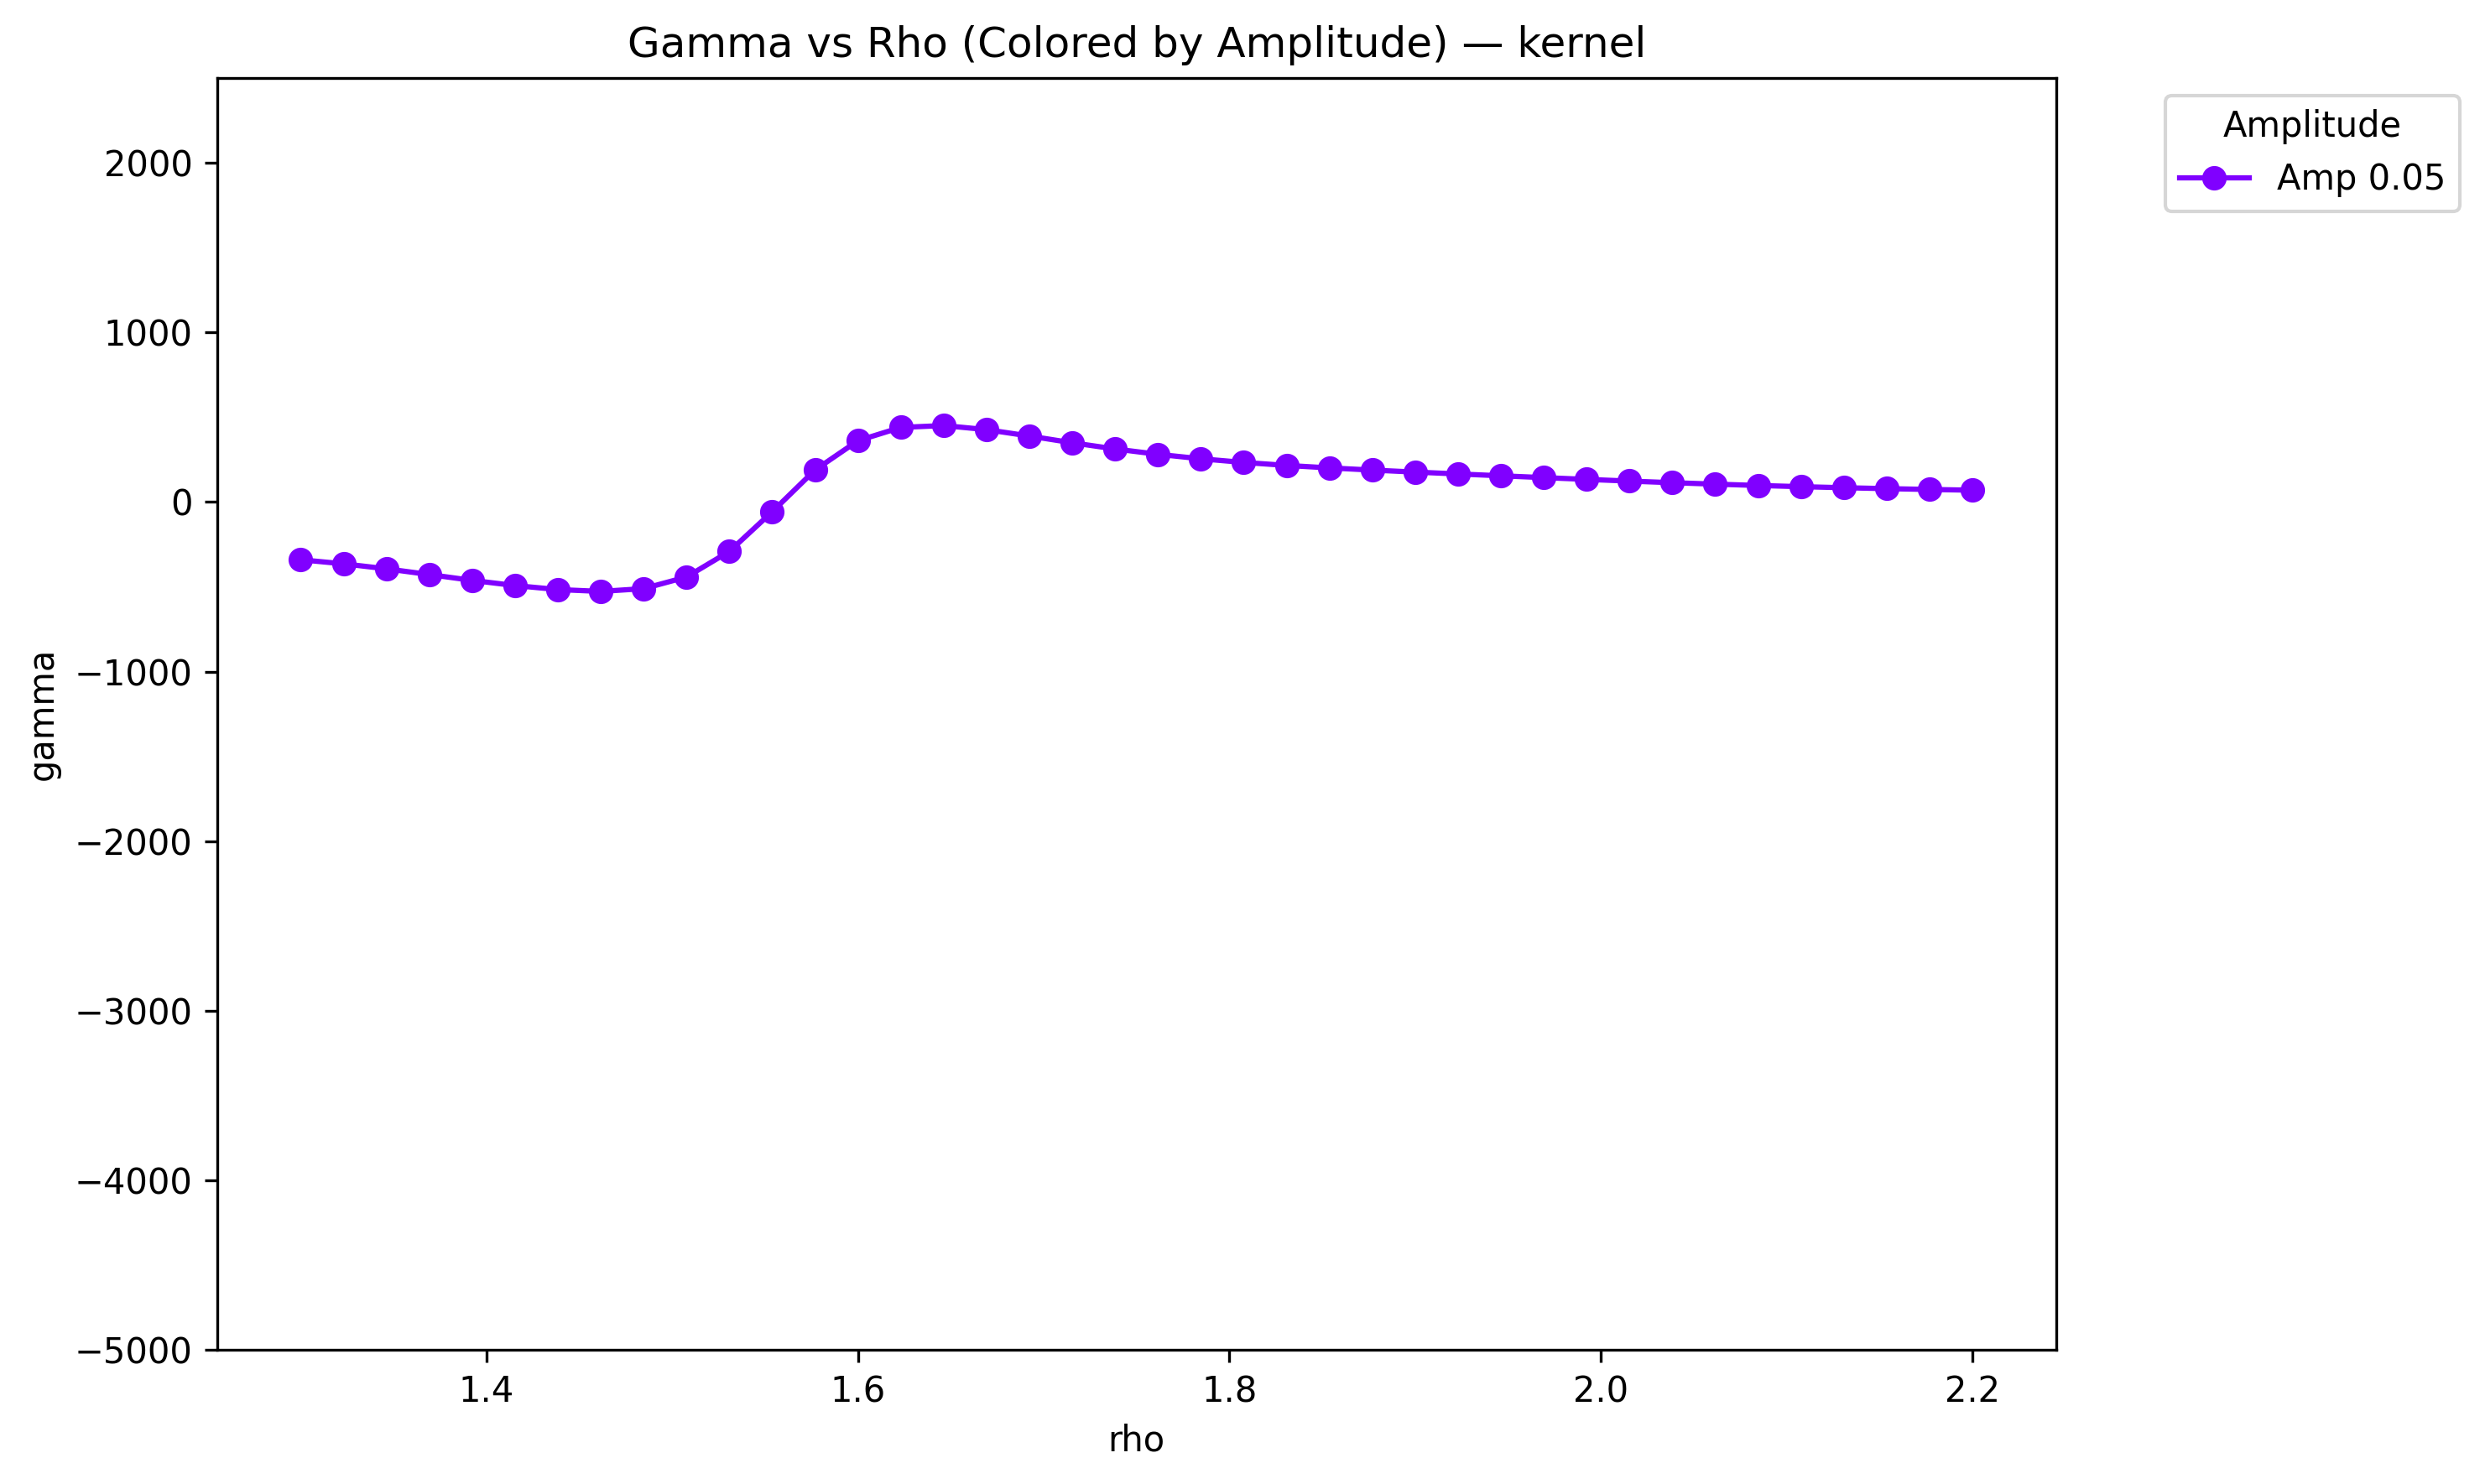 Gamma vs Rho (Colored by Amplitude) — kernel
Amplitude
Amp 0.05
2000
1000
0
−1000
−2000
−3000
−4000
−5000
gamma
1.4
1.6
1.8
2.0
2.2
rho